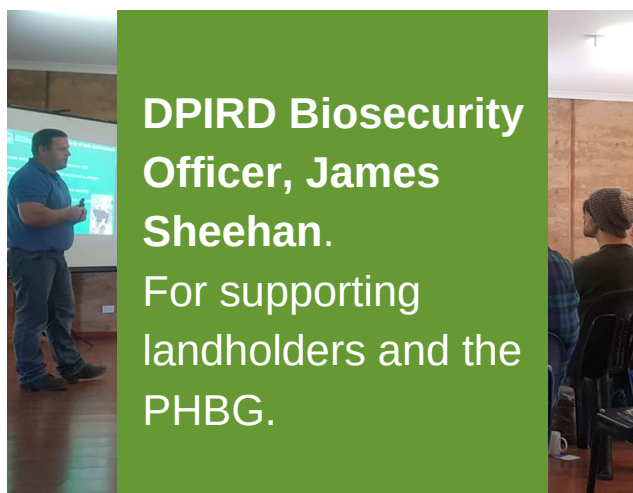 DPIRD Biosecurity
Officer, James
Sheehan.
For supporting
landholders and the
PHBG.